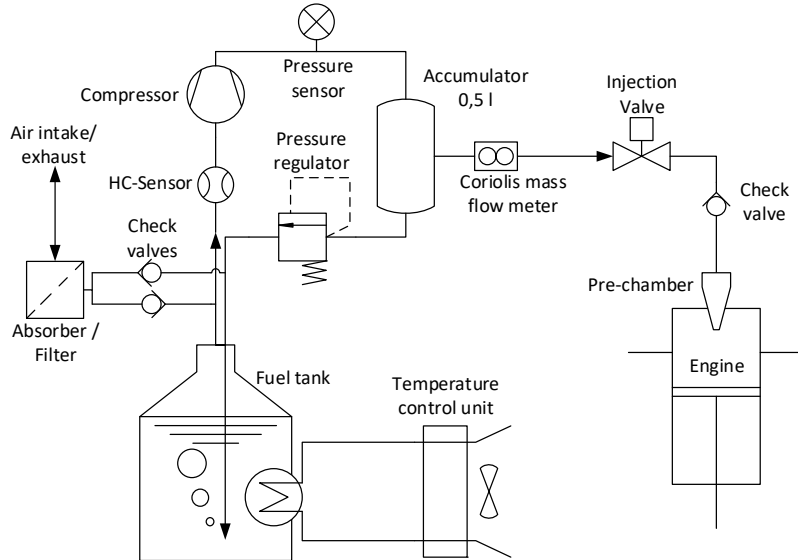 Pressure
sensor
Compressor
Accumulator
0,5 l
Injection
Valve
Air intake/
exhaust
Pressure
regulator
HC-Sensor
Coriolis mass
flow meter
Check
valve
Check
valves
Pre-chamber
Absorber /
Filter
Engine
Fuel tank
Temperature
control unit